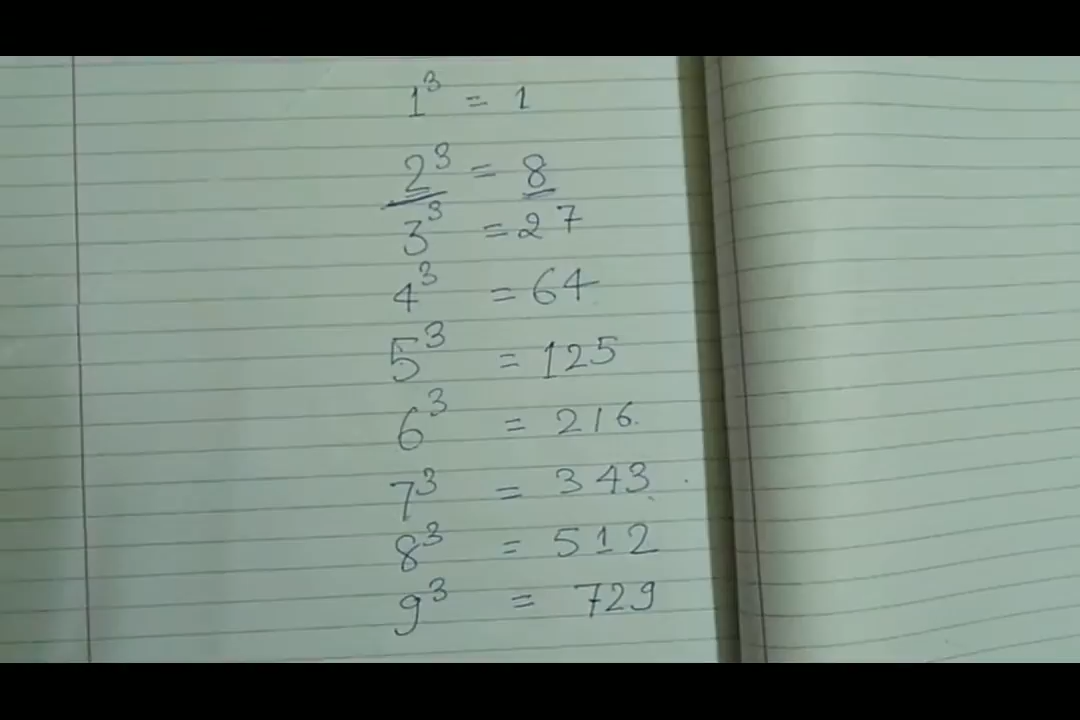 1³ = 1
2³ = 8
3³ = 27
4³ = 64
5³ = 125
6³ = 216
7³ = 343
8³ = 512
9³ = 729